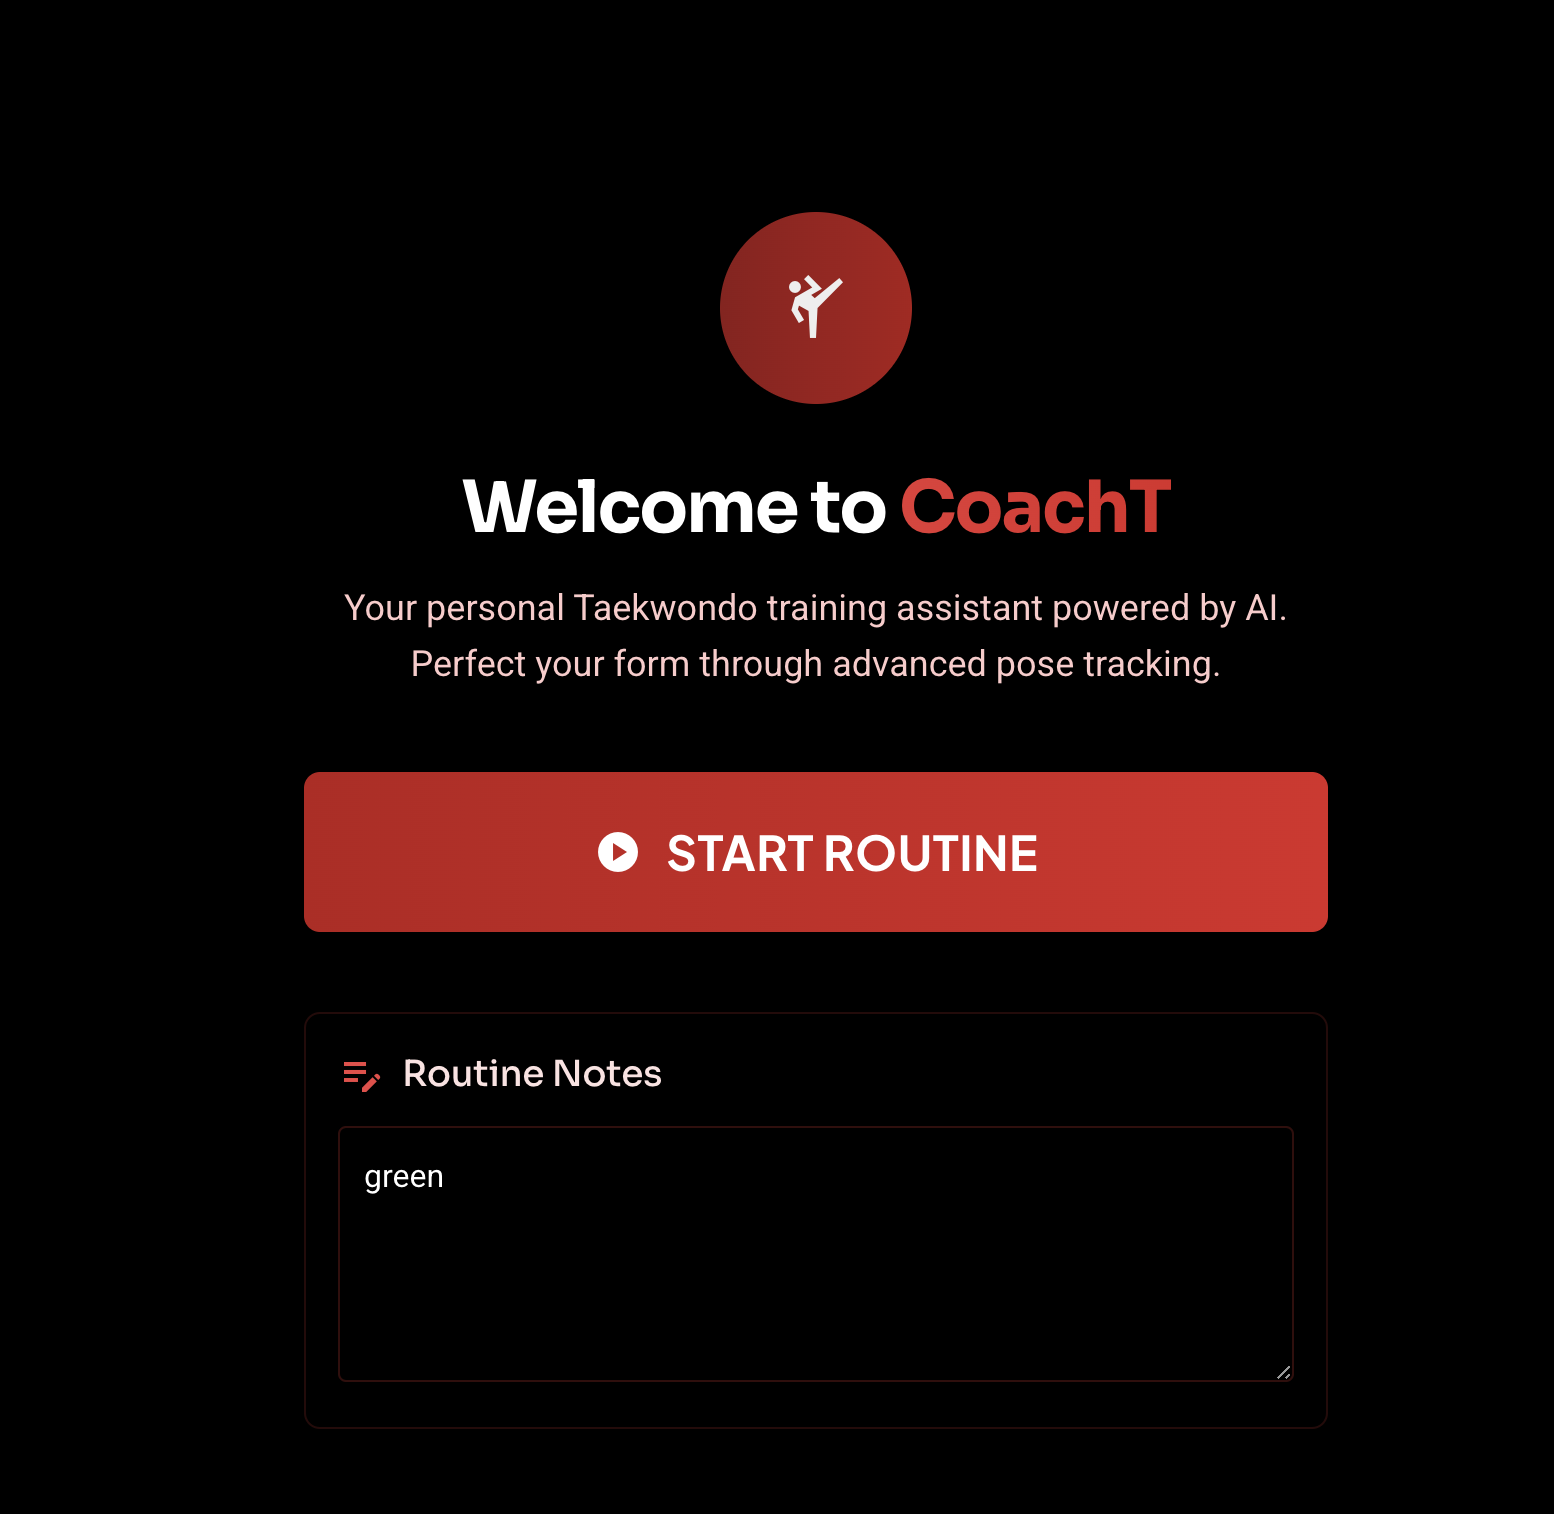 Welcome to CoachT
Your personal Taekwondo training assistant powered by AI.
Perfect your form through advanced pose tracking.
START ROUTINE
Routine Notes
green